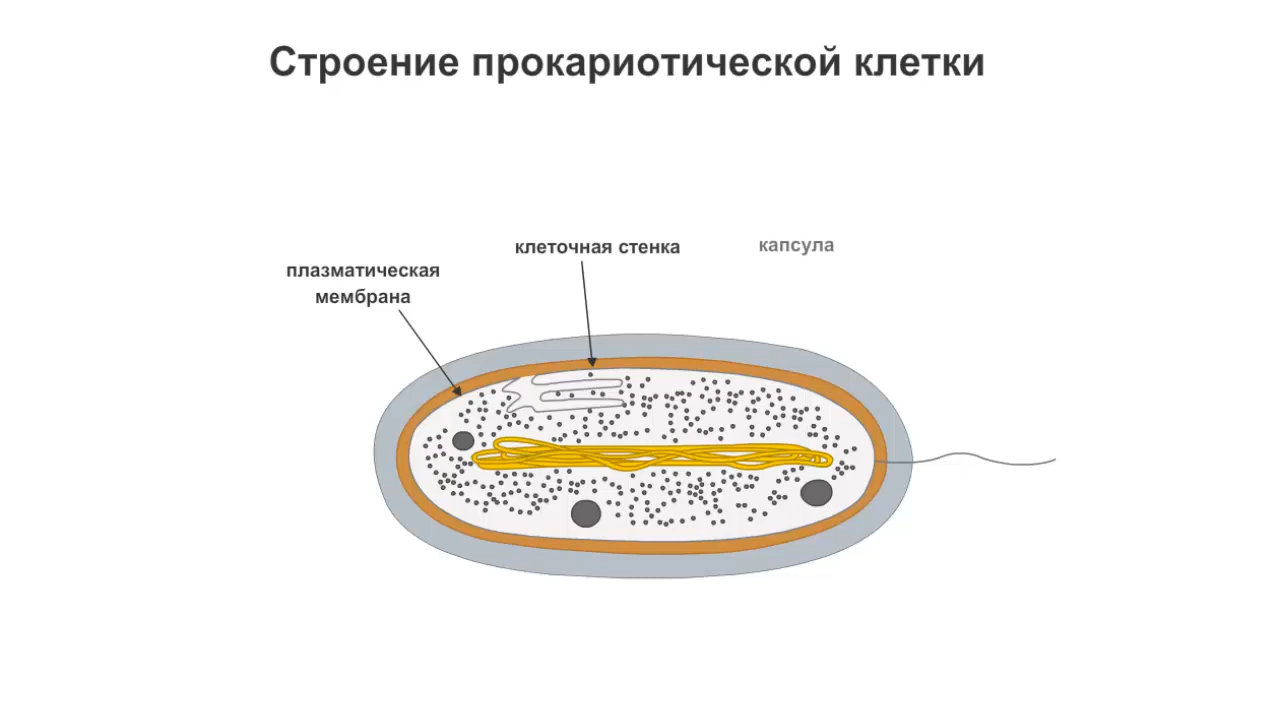 Строение прокариотической клетки
клеточная стенка
капсула
плазматическая
мембрана